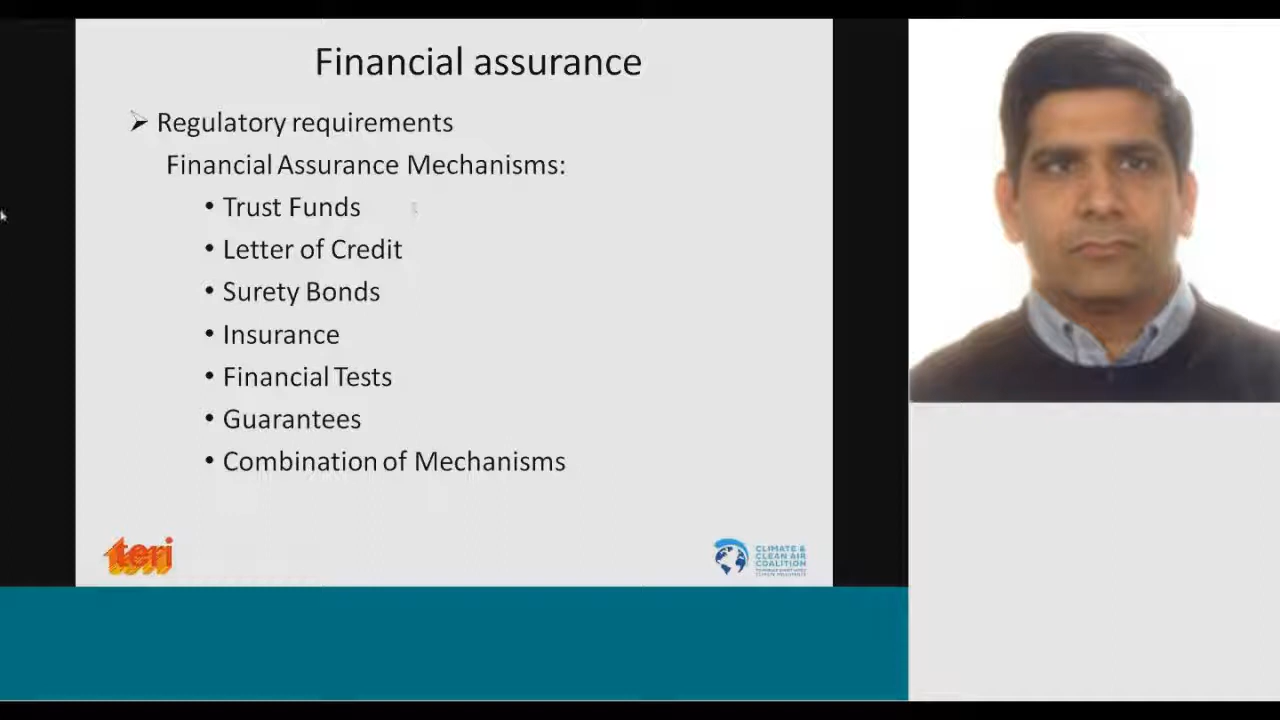 Financial assurance
➢ Regulatory requirements
Financial Assurance Mechanisms:
• Trust Funds
• Letter of Credit
• Surety Bonds
• Insurance
• Financial Tests
• Guarantees
• Combination of Mechanisms
teri
CLIMATE &
CLEAN AIR
COALITION